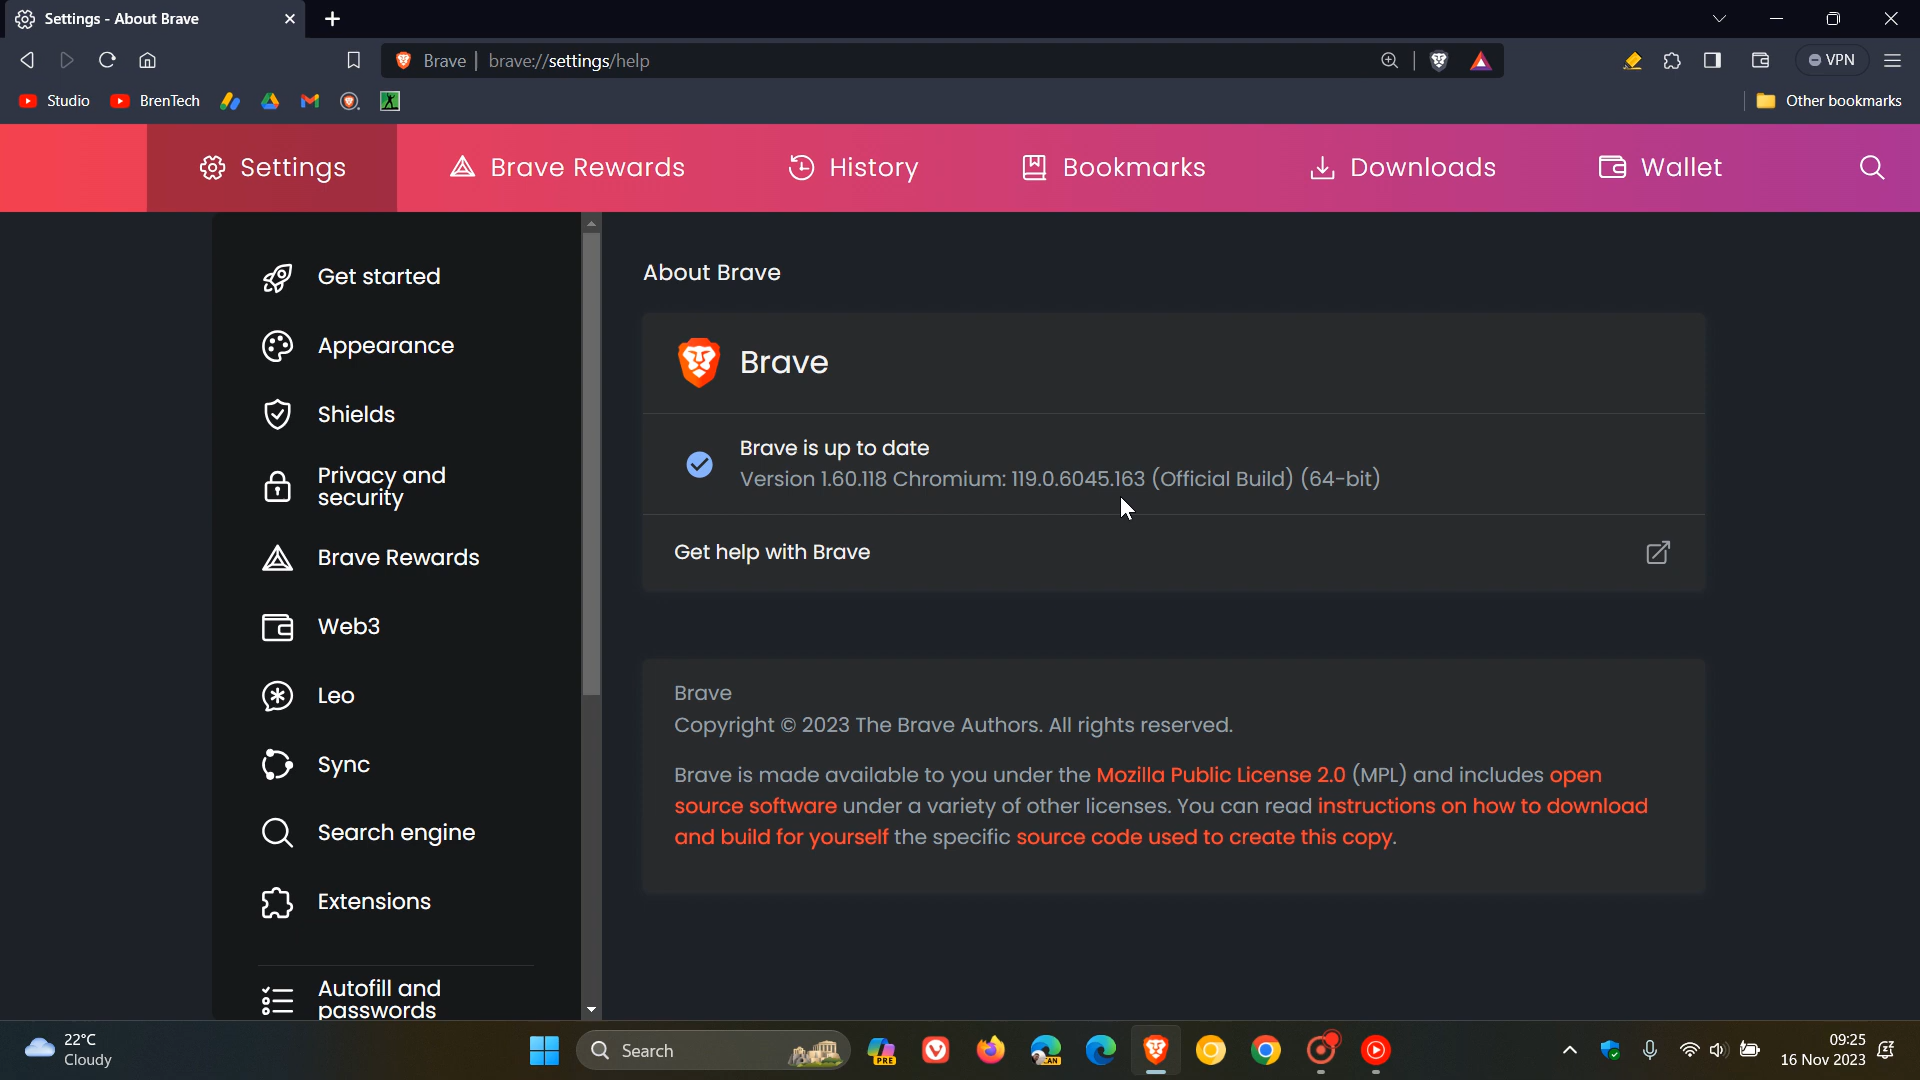 Settings - About Brave
Brave | brave://settings/help
VPN
Studio
BrenTech
Other bookmarks
Settings
Brave Rewards
History
Bookmarks
Downloads
Wallet
Get started
Appearance
Shields
Privacy and
security
Brave Rewards
Web3
Leo
Sync
Search engine
Extensions
Autofill and
passwords
About Brave
Brave
Brave is up to date
Version 1.60.118 Chromium: 119.0.6045.163 (Official Build) (64-bit)
Get help with Brave
Brave
Copyright © 2023 The Brave Authors. All rights reserved.
Brave is made available to you under the Mozilla Public License 2.0 (MPL) and includes open
source software under a variety of other licenses. You can read instructions on how to download
and build for yourself the specific source code used to create this copy.
22°C
Cloudy
Search
PRE
CAN
09:25
16 Nov 2023